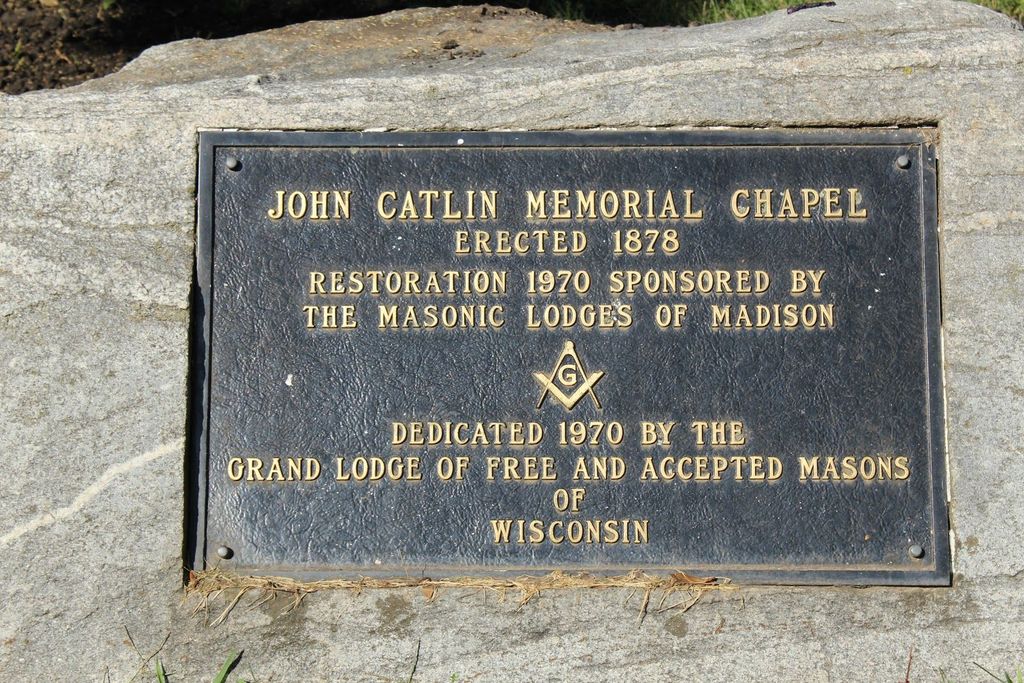 JOHN CATLIN MEMORIAL CHAPEL
ERECTED 1878
RESTORATION 1970 SPONSORED BY
THE MASONIC LODGES OF MADISON
G
DEDICATED 1970 BY THE
GRAND LODGE OF FREE AND ACCEPTED MASONS
OF
WISCONSIN